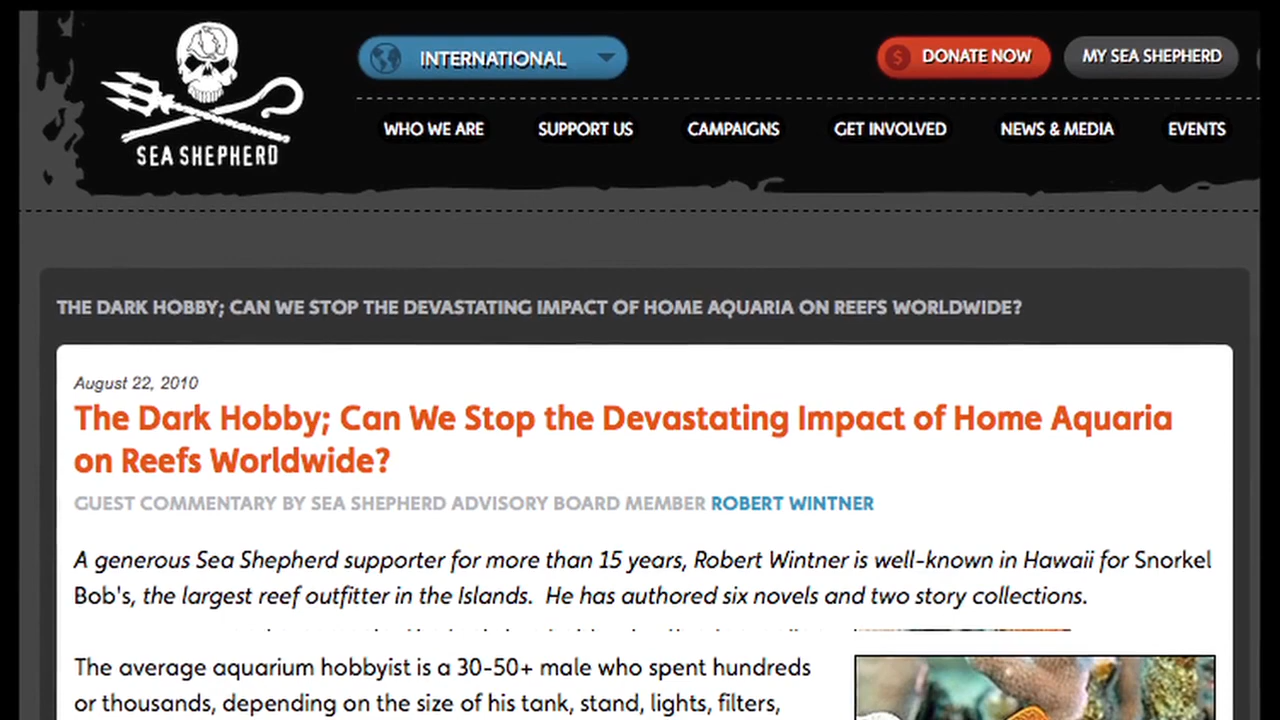 INTERNATIONAL
$ DONATE NOW
MY SEA SHEPHERD
SEA SHEPHERD
WHO WE ARE
SUPPORT US
CAMPAIGNS
GET INVOLVED
NEWS & MEDIA
EVENTS
THE DARK HOBBY; CAN WE STOP THE DEVASTATING IMPACT OF HOME AQUARIA ON REEFS WORLDWIDE?
August 22, 2010
The Dark Hobby; Can We Stop the Devastating Impact of Home Aquaria
on Reefs Worldwide?
GUEST COMMENTARY BY SEA SHEPHERD ADVISORY BOARD MEMBER ROBERT WINTNER
A generous Sea Shepherd supporter for more than 15 years, Robert Wintner is well-known in Hawaii for Snorkel
Bob's, the largest reef outfitter in the Islands. He has authored six novels and two story collections.
The average aquarium hobbyist is a 30-50+ male who spent hundreds
or thousands, depending on the size of his tank, stand, lights, filters,